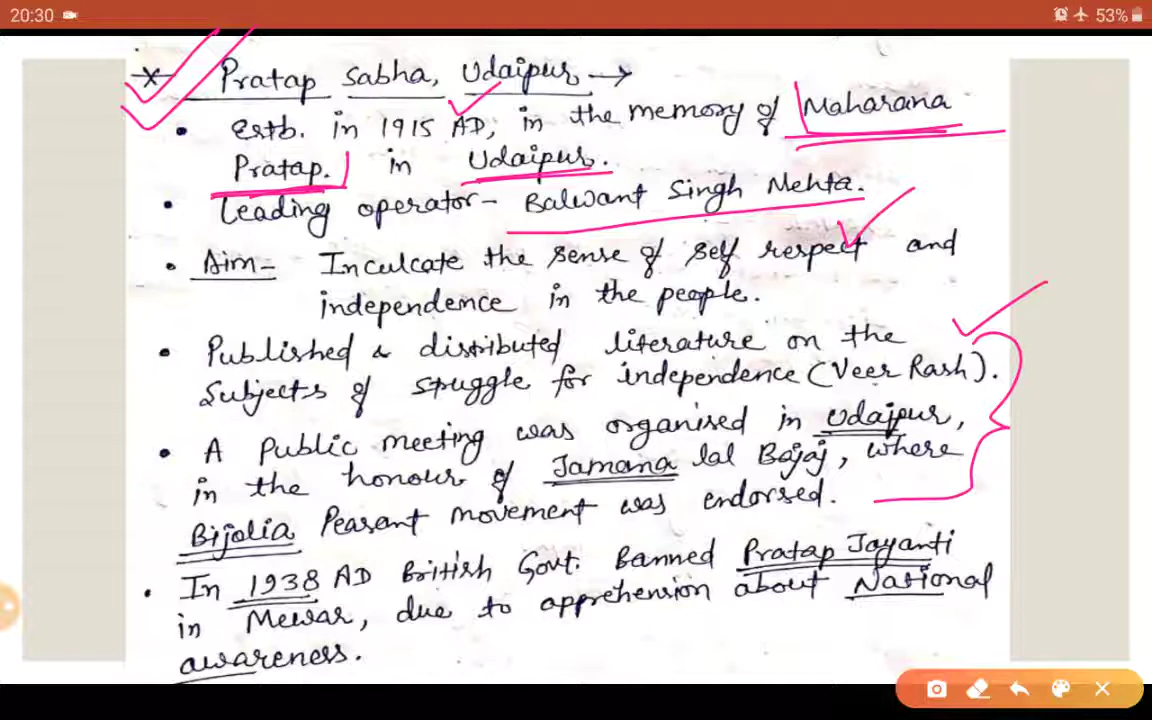 20:30
53%
Pratap Sabha, Udaipur →
• Estb. in 1915 AD, in the memory of Maharana
Pratap. in Udaipur.
• Leading operator- Balwant Singh Mehta.
• Aim- Inculcate the sense of self respect and
independence in the people.
• Published & distributed literature on the
Subjects of spuggle for independence (Veer Rash).
• A Public meeting was organised in Udaipur,
in the honour of Jamana lal Bajaj, where
Bijolia Peasant movement was endorsed.
• In 1938 AD British Govt. Banned Pratap Jayanti
in Mewar, due to apprehension about National
awareness.